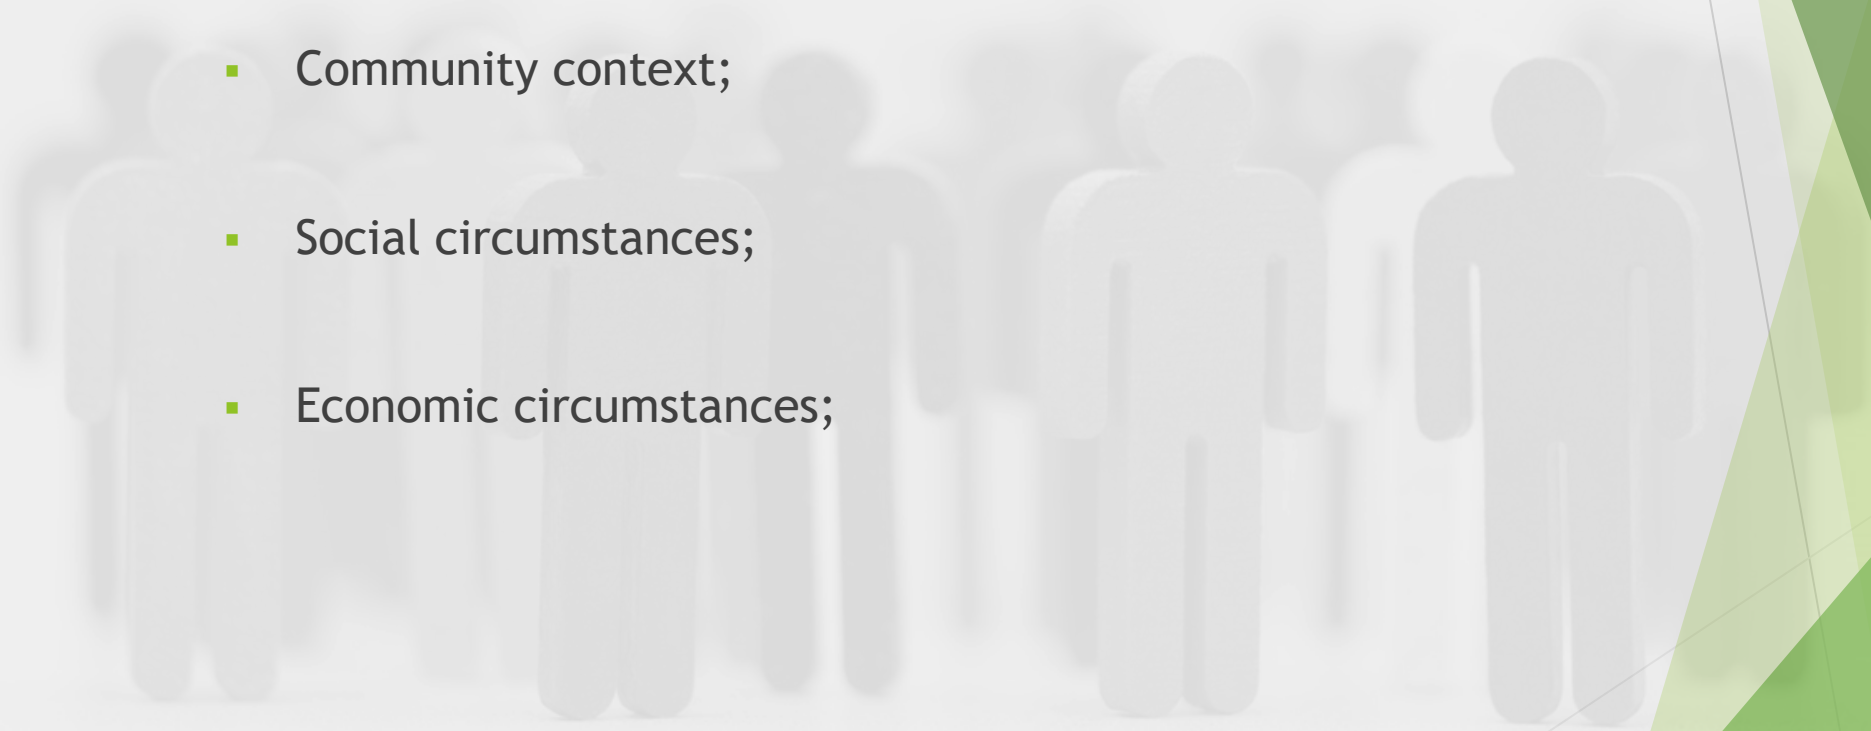 ▪ Community context;
▪ Social circumstances;
▪ Economic circumstances;